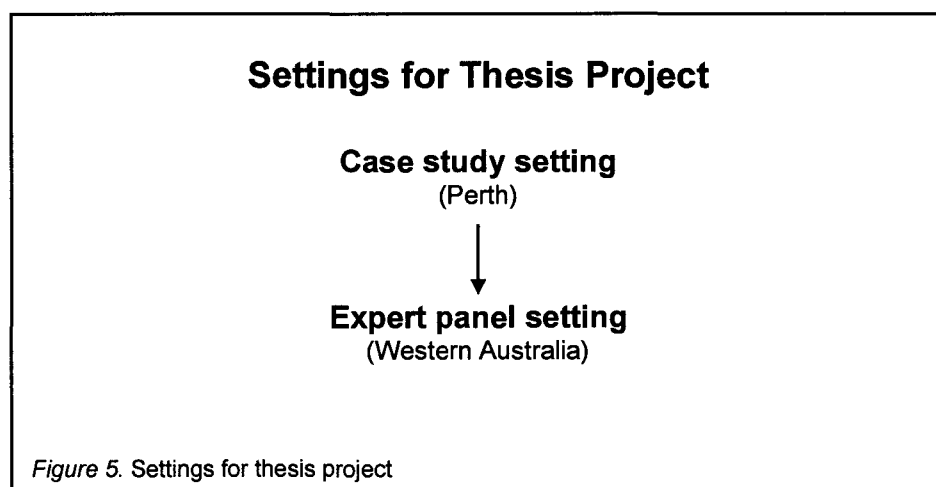 Settings for Thesis Project
Case study setting
(Perth)
Expert panel setting
(Western Australia)
Figure 5. Settings for thesis project